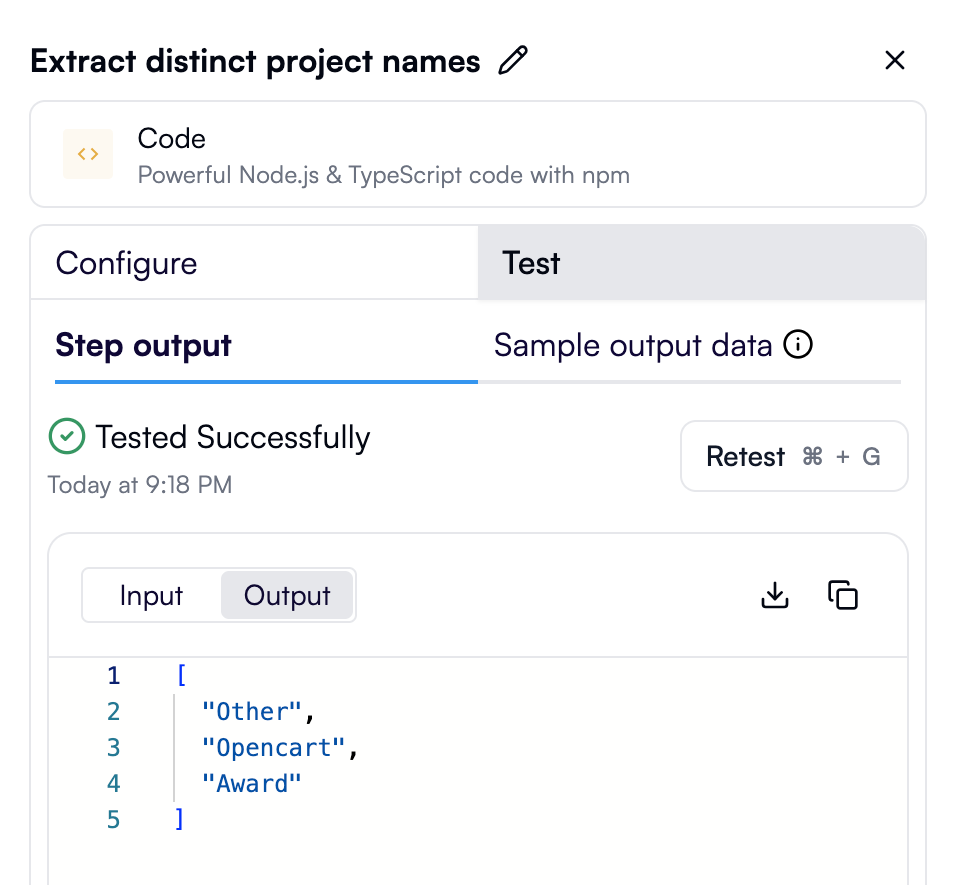 Extract distinct project names
Code
Powerful Node.js & TypeScript code with npm
Configure
Test
Step output
Sample output data
Tested Successfully
Retest ⌘ + G
Today at 9:18 PM
Input
Output
1 [
2 "Other",
3 "Opencart",
4 "Award"
5 ]